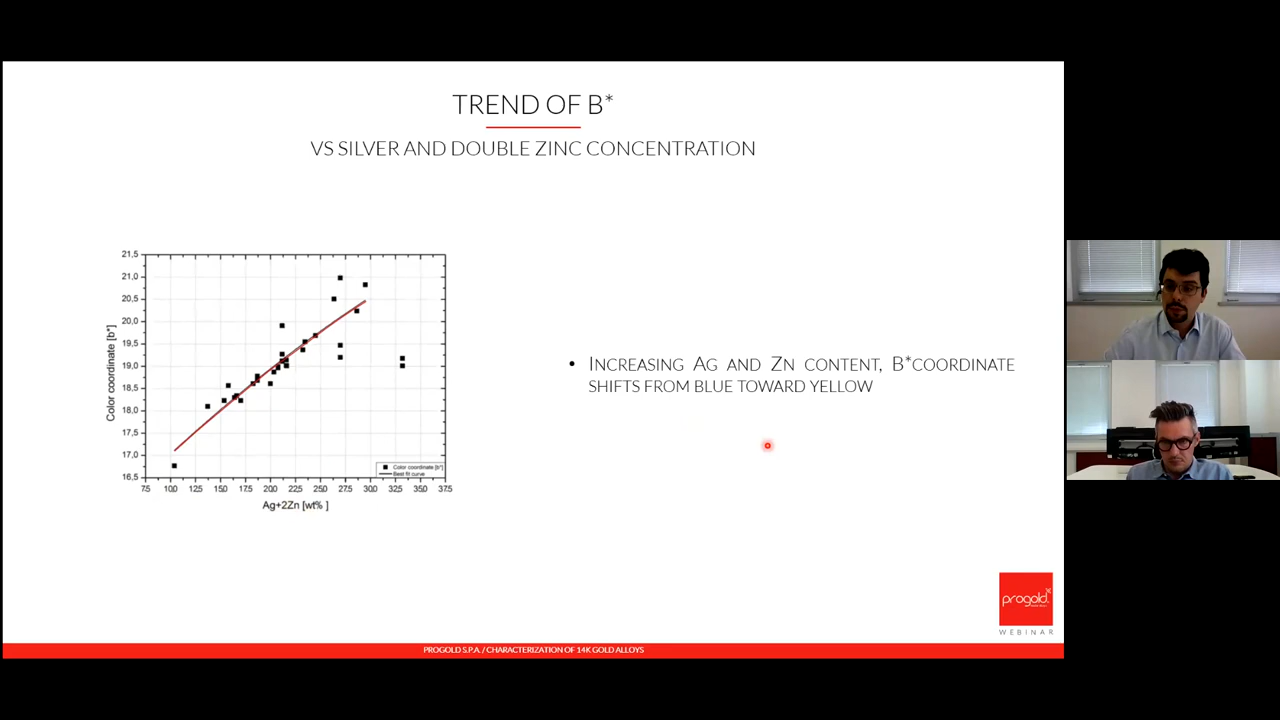 TREND OF B*
VS SILVER AND DOUBLE ZINC CONCENTRATION
21,5
21,0
20,5
20,0
19,5
19,0
18,5
18,0
17,5
17,0
16,5
Color coordinate [b*]
75 100 125 150 175 200 225 250 275 300 325 350 375
Ag+2Zn [wt% ]
Color coordinate [b*]
Best fit curve
• INCREASING AG AND ZN CONTENT, B*COORDINATE
SHIFTS FROM BLUE TOWARD YELLOW
progold
WEBINAR
PROGOLD S.P.A. / CHARACTERIZATION OF 14K GOLD ALLOYS